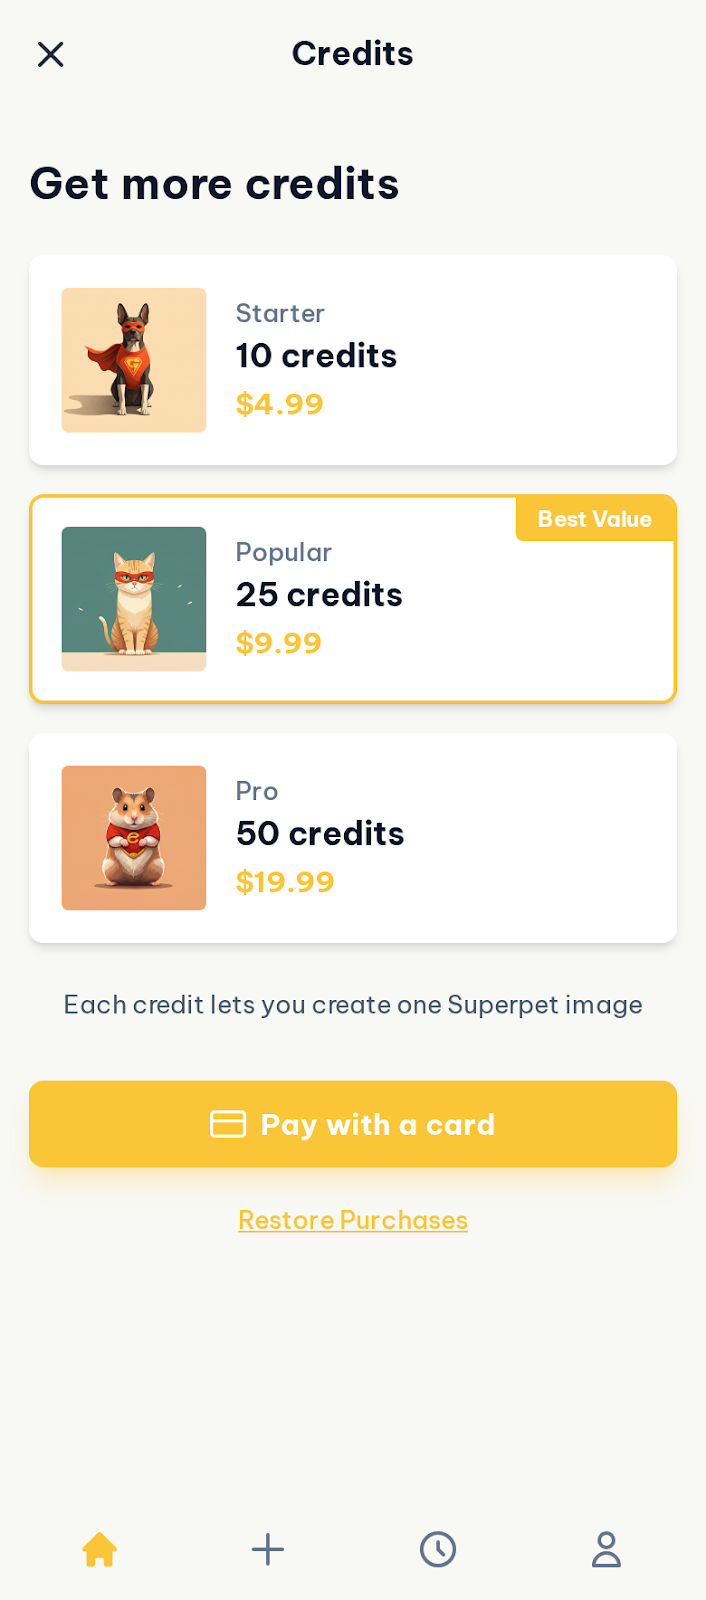 Credits
Get more credits
Starter
10 credits
$4.99
Best Value
Popular
25 credits
$9.99
Pro
50 credits
$19.99
Each credit lets you create one Superpet image
Pay with a card
Restore Purchases